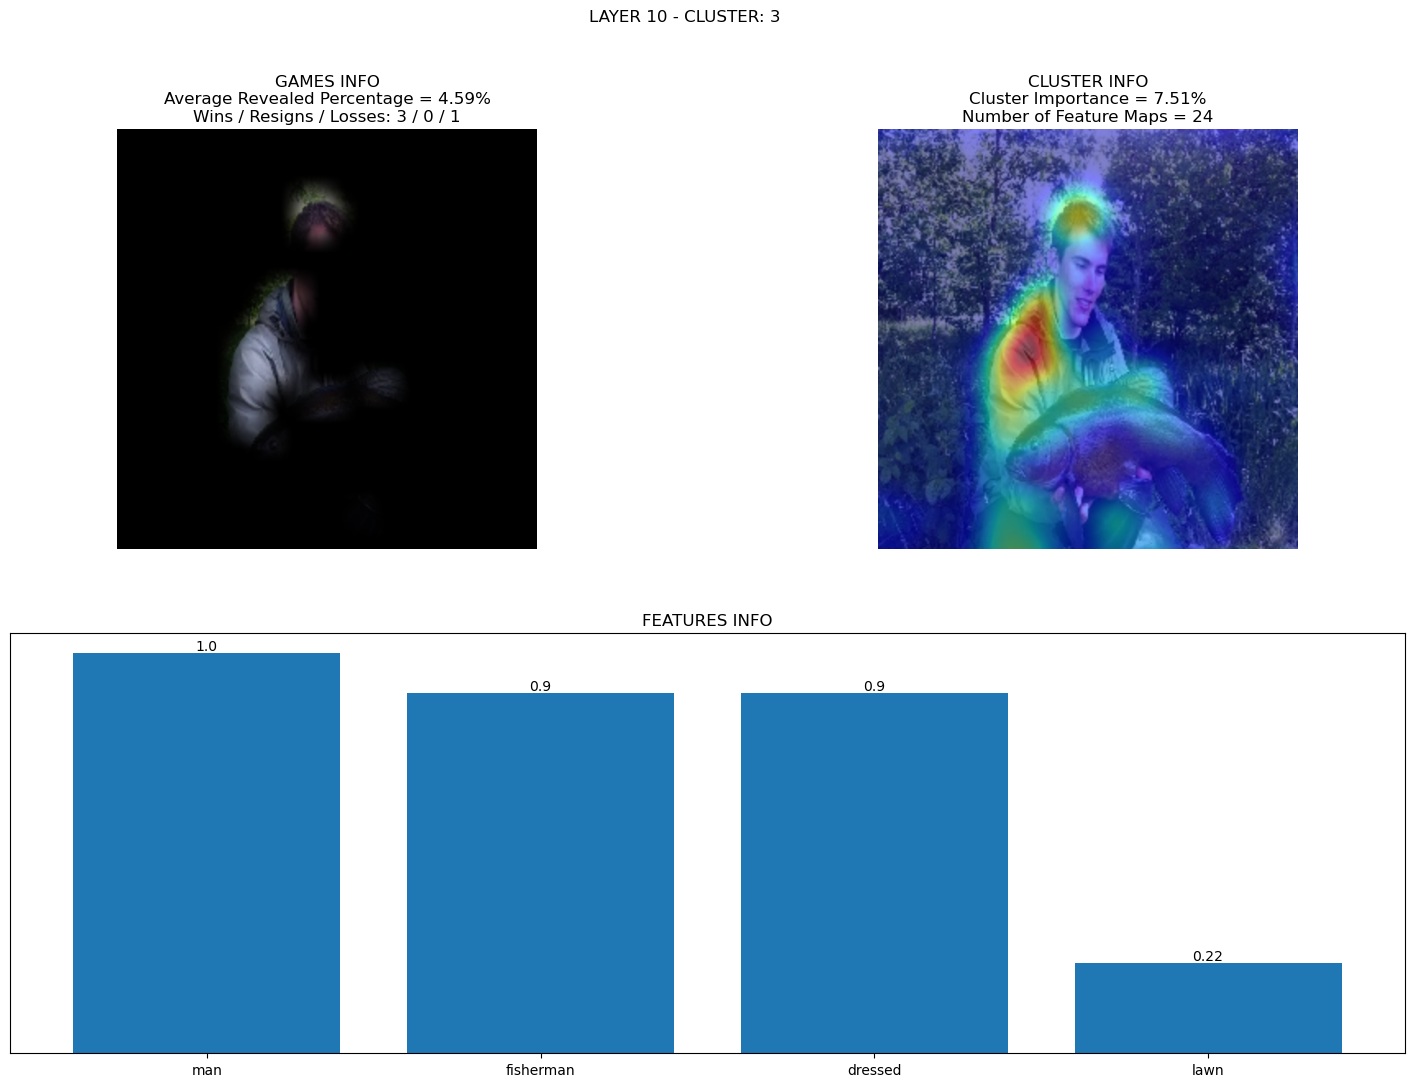 LAYER 10 - CLUSTER: 3
GAMES INFO
Average Revealed Percentage = 4.59%
Wins / Resigns / Losses: 3 / 0 / 1
CLUSTER INFO
Cluster Importance = 7.51%
Number of Feature Maps = 24
FEATURES INFO
1.0
0.9
0.9
0.22
man
fisherman
dressed
lawn